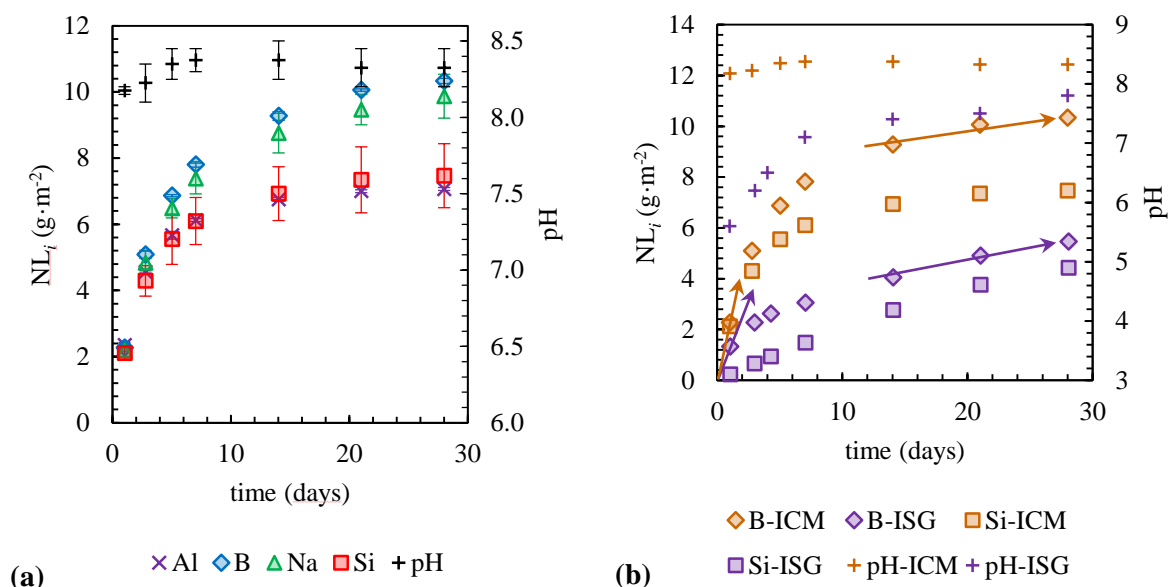 12
10
8
6
4
2
0
NLi (g·m-2)
8.5
8.0
7.5
7.0
6.5
6.0
pH
0 10 20 30
time (days)
Al B Na Si pH
(a)
14
12
10
8
6
4
2
0
NLi (g·m-2)
9
8
7
6
5
4
3
pH
0 10 20 30
time (days)
B-ICM B-ISG Si-ICM
Si-ISG pH-ICM pH-ISG
(b)